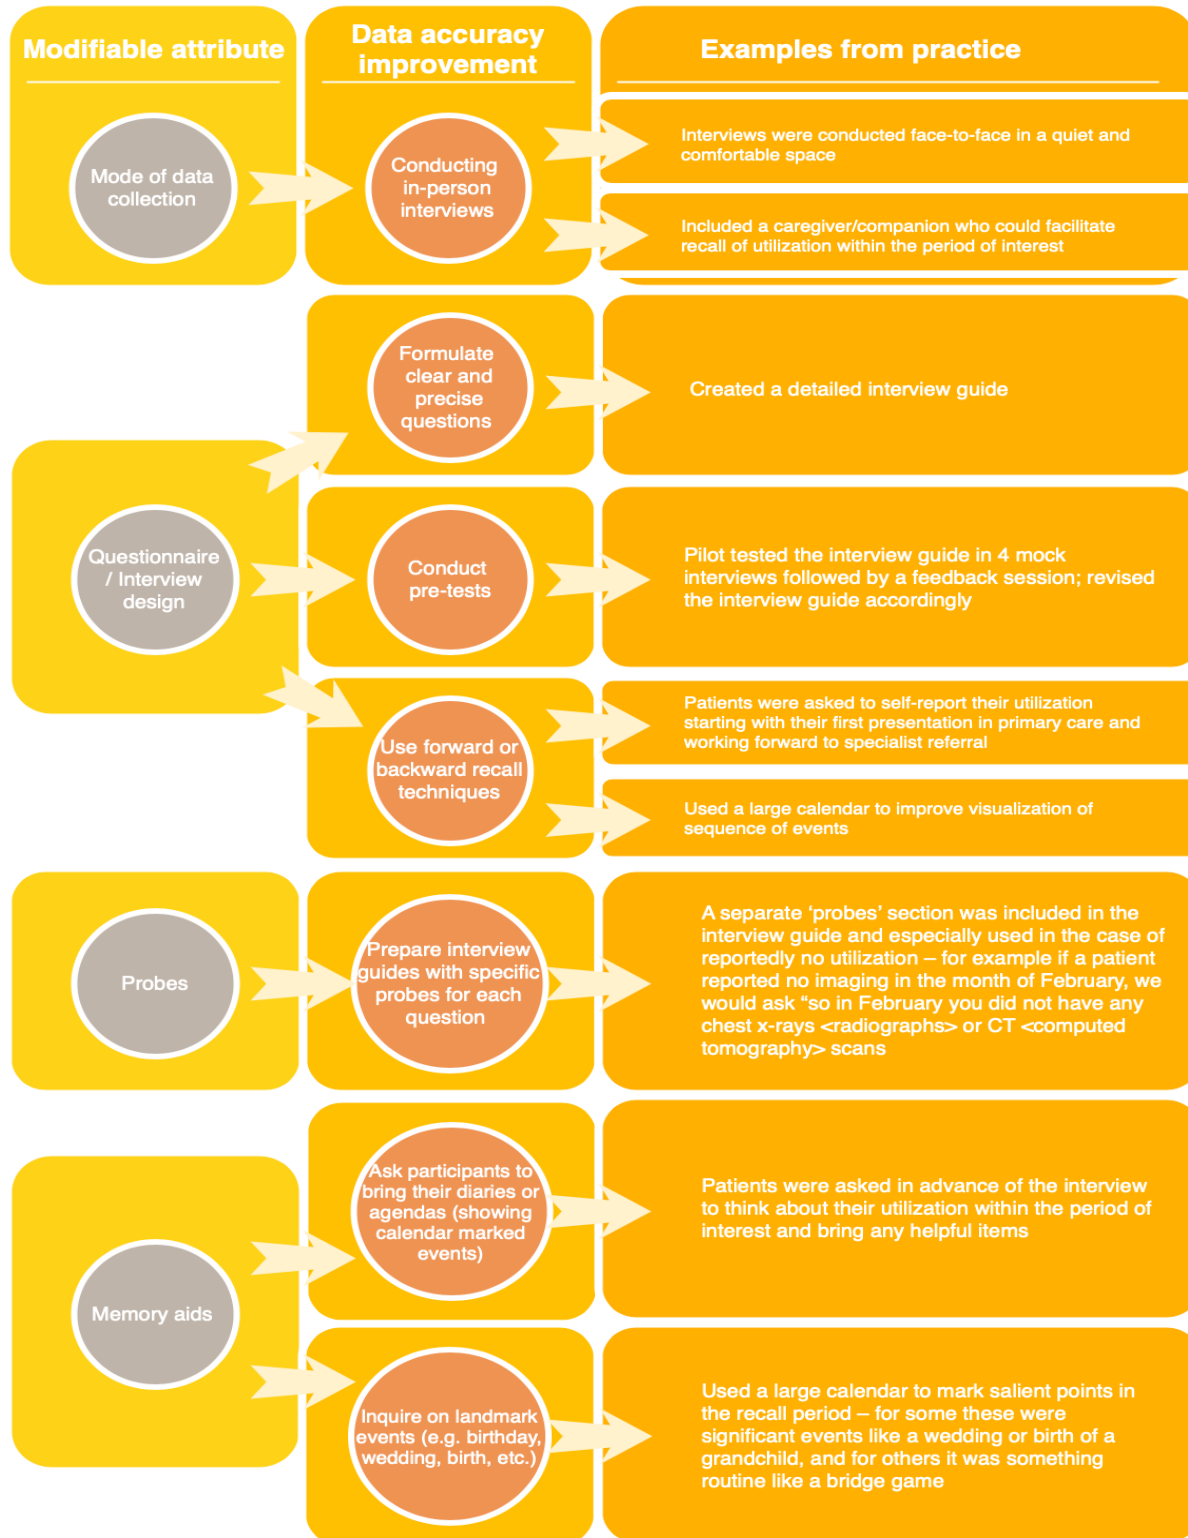 Modifiable attribute
Data accuracy
improvement
Examples from practice
Mode of data
collection
Conducting
in-person
interviews
Interviews were conducted face-to-face in a quiet and
comfortable space
Included a caregiver/companion who could facilitate
recall of utilization within the period of interest
Questionnaire
/ Interview
design
Formulate
clear and
precise
questions
Created a detailed interview guide
Conduct
pre-tests
Pilot tested the interview guide in 4 mock
interviews followed by a feedback session; revised
the interview guide accordingly
Use forward or
backward recall
techniques
Patients were asked to self-report their utilization
starting with their first presentation in primary care and
working forward to specialist referral
Used a large calendar to improve visualization of
sequence of events
Probes
Prepare interview
guides with specific
probes for each
question
A separate ‘probes’ section was included in the
interview guide and especially used in the case of
reportedly no utilization – for example if a patient
reported no imaging in the month of February, we
would ask “so in February you did not have any
chest x-rays <radiographs> or CT <computed
tomography> scans
Memory aids
Ask participants to
bring their diaries or
agendas (showing
calendar marked
events)
Patients were asked in advance of the interview
to think about their utilization within the period of
interest and bring any helpful items
Inquire on landmark
events (e.g. birthday,
wedding, birth, etc.)
Used a large calendar to mark salient points in
the recall period – for some these were
significant events like a wedding or birth of a
grandchild, and for others it was something
routine like a bridge game